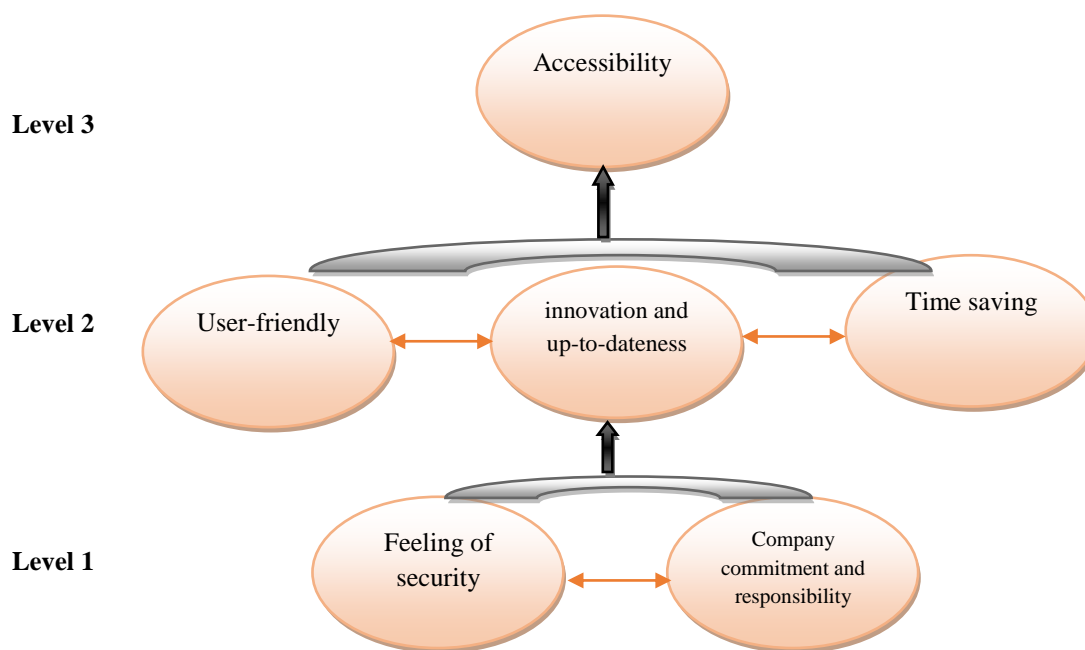 Accessibility
Level 3
User-friendly
innovation and
up-to-dateness
Time saving
Level 2
Feeling of
security
Company
commitment and
responsibility
Level 1